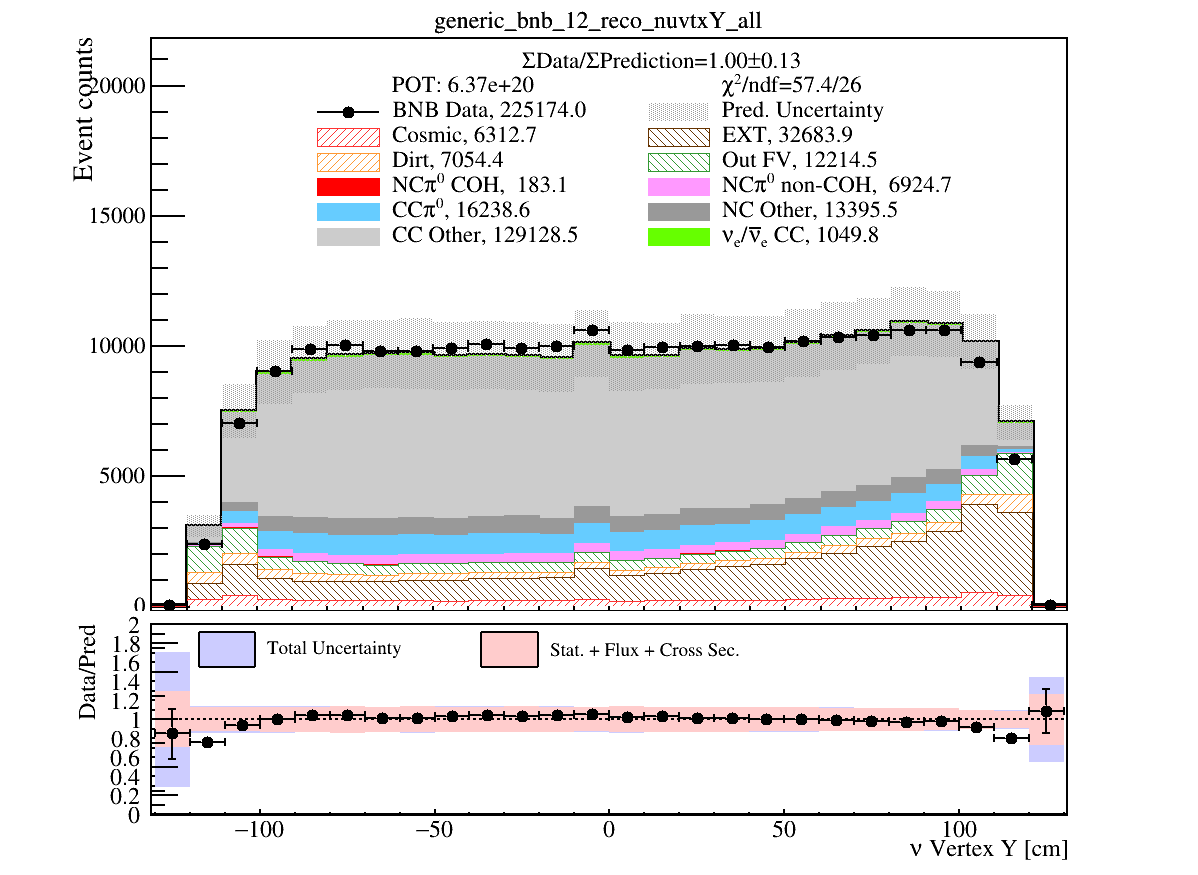 generic_bnb_12_reco_nuvtxY_all
ΣData/ΣPrediction=1.00±0.13
POT: 6.37e+20
χ²/ndf=57.4/26
BNB Data, 225174.0
Pred. Uncertainty
Cosmic, 6312.7
EXT, 32683.9
Dirt, 7054.4
Out FV, 12214.5
NCπ⁰ COH, 183.1
NCπ⁰ non-COH, 6924.7
CCπ⁰, 16238.6
NC Other, 13395.5
CC Other, 129128.5
νₑ/ν̅ₑ CC, 1049.8
Event counts
20000
15000
10000
5000
0
Data/Pred
2
1.8
1.6
1.4
1.2
1
0.8
0.6
0.4
0.2
0
Total Uncertainty
Stat. + Flux + Cross Sec.
−100
−50
0
50
100
ν Vertex Y [cm]